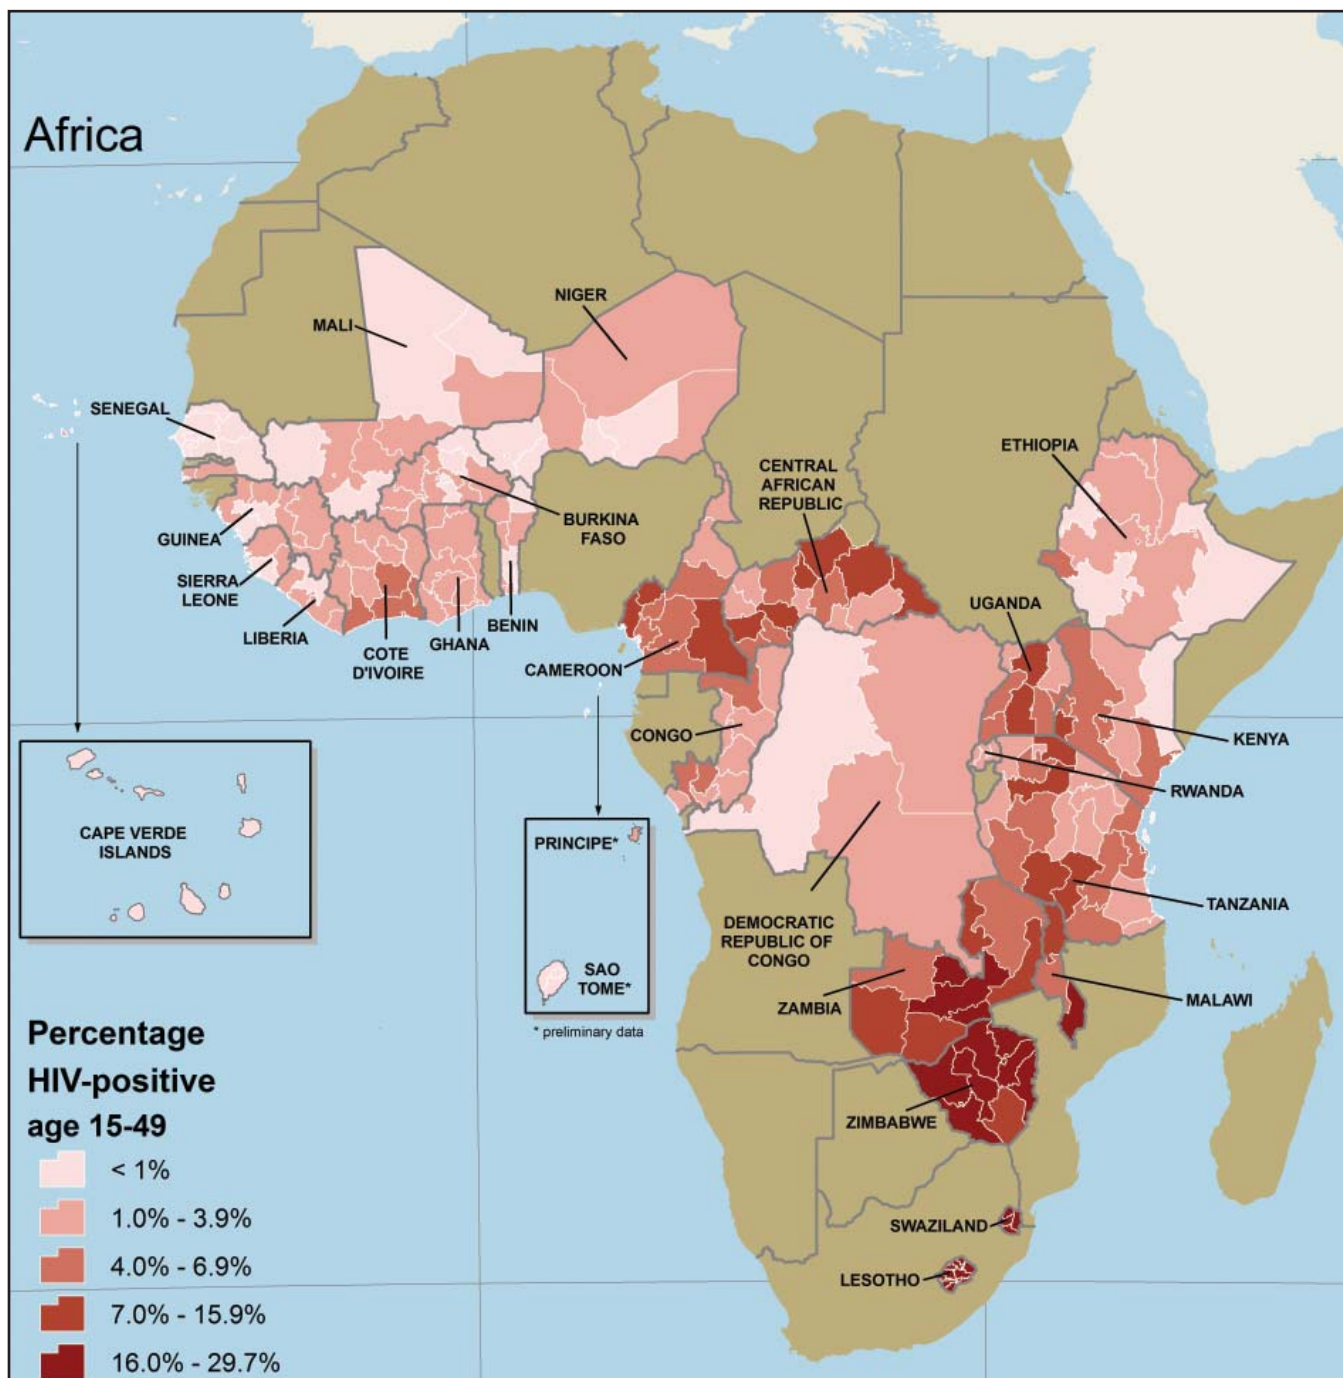 Africa
NIGER
MALI
SENEGAL
ETHIOPIA
CENTRAL
AFRICAN
REPUBLIC
BURKINA
FASO
GUINEA
SIERRA
LEONE
UGANDA
LIBERIA
GHANA
BENIN
COTE
D'IVOIRE
CAMEROON
CONGO
KENYA
RWANDA
CAPE VERDE
ISLANDS
PRINCIPE*
TANZANIA
DEMOCRATIC
REPUBLIC OF
CONGO
SAO
TOME*
ZAMBIA
MALAWI
* preliminary data
ZIMBABWE
SWAZILAND
LESOTHO
Percentage
HIV-positive
age 15-49
< 1%
1.0% - 3.9%
4.0% - 6.9%
7.0% - 15.9%
16.0% - 29.7%